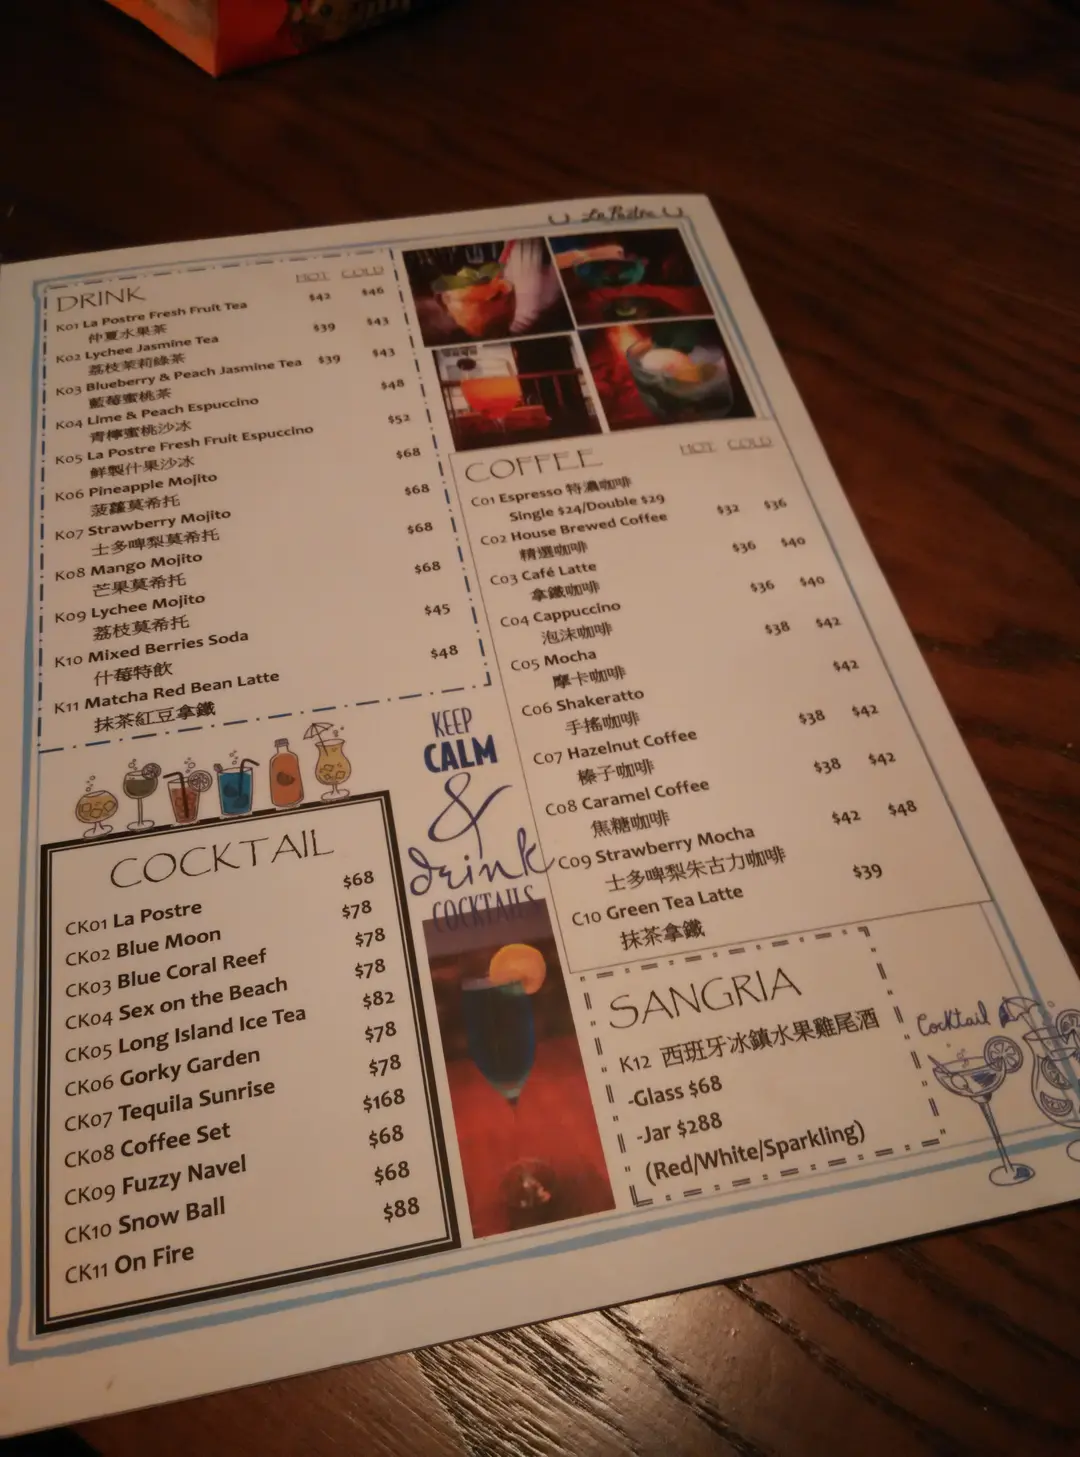 La Postre
DRINK
HOT COLD
K01 La Postre Fresh Fruit Tea $42 $46
仲夏水果茶
K02 Lychee Jasmine Tea $39 $43
荔枝茉莉綠茶
K03 Blueberry & Peach Jasmine Tea $39 $43
藍莓蜜桃茶
K04 Lime & Peach Espuccino $48
青檸蜜桃沙冰
K05 La Postre Fresh Fruit Espuccino $52
鮮製什果沙冰
K06 Pineapple Mojito $68
菠蘿莫希托
K07 Strawberry Mojito $68
士多啤梨莫希托
K08 Mango Mojito $68
芒果莫希托
K09 Lychee Mojito $68
荔枝莫希托
K10 Mixed Berries Soda $45
什莓特飲
K11 Matcha Red Bean Latte $48
抹茶紅豆拿鐵
COFFEE
HOT COLD
C01 Espresso 特濃咖啡
Single $24/Double $29
C02 House Brewed Coffee $32 $36
精選咖啡
C03 Café Latte $36 $40
拿鐵咖啡
C04 Cappuccino $36 $40
泡沫咖啡
C05 Mocha $38 $42
摩卡咖啡
C06 Shakeratto $42
手搖咖啡
C07 Hazelnut Coffee $38 $42
榛子咖啡
C08 Caramel Coffee $38 $42
焦糖咖啡
C09 Strawberry Mocha $42 $48
士多啤梨朱古力咖啡
C10 Green Tea Latte $39
抹茶拿鐵
KEEP
CALM
&
drink
COCKTAILS
COCKTAIL
CK01 La Postre $68
CK02 Blue Moon $78
CK03 Blue Coral Reef $78
CK04 Sex on the Beach $78
CK05 Long Island Ice Tea $82
CK06 Gorky Garden $78
CK07 Tequila Sunrise $78
CK08 Coffee Set $168
CK09 Fuzzy Navel $68
CK10 Snow Ball $68
CK11 On Fire $88
SANGRIA
K12 西班牙冰鎮水果雞尾酒
-Glass $68
-Jar $288
(Red/White/Sparkling)
Cocktail